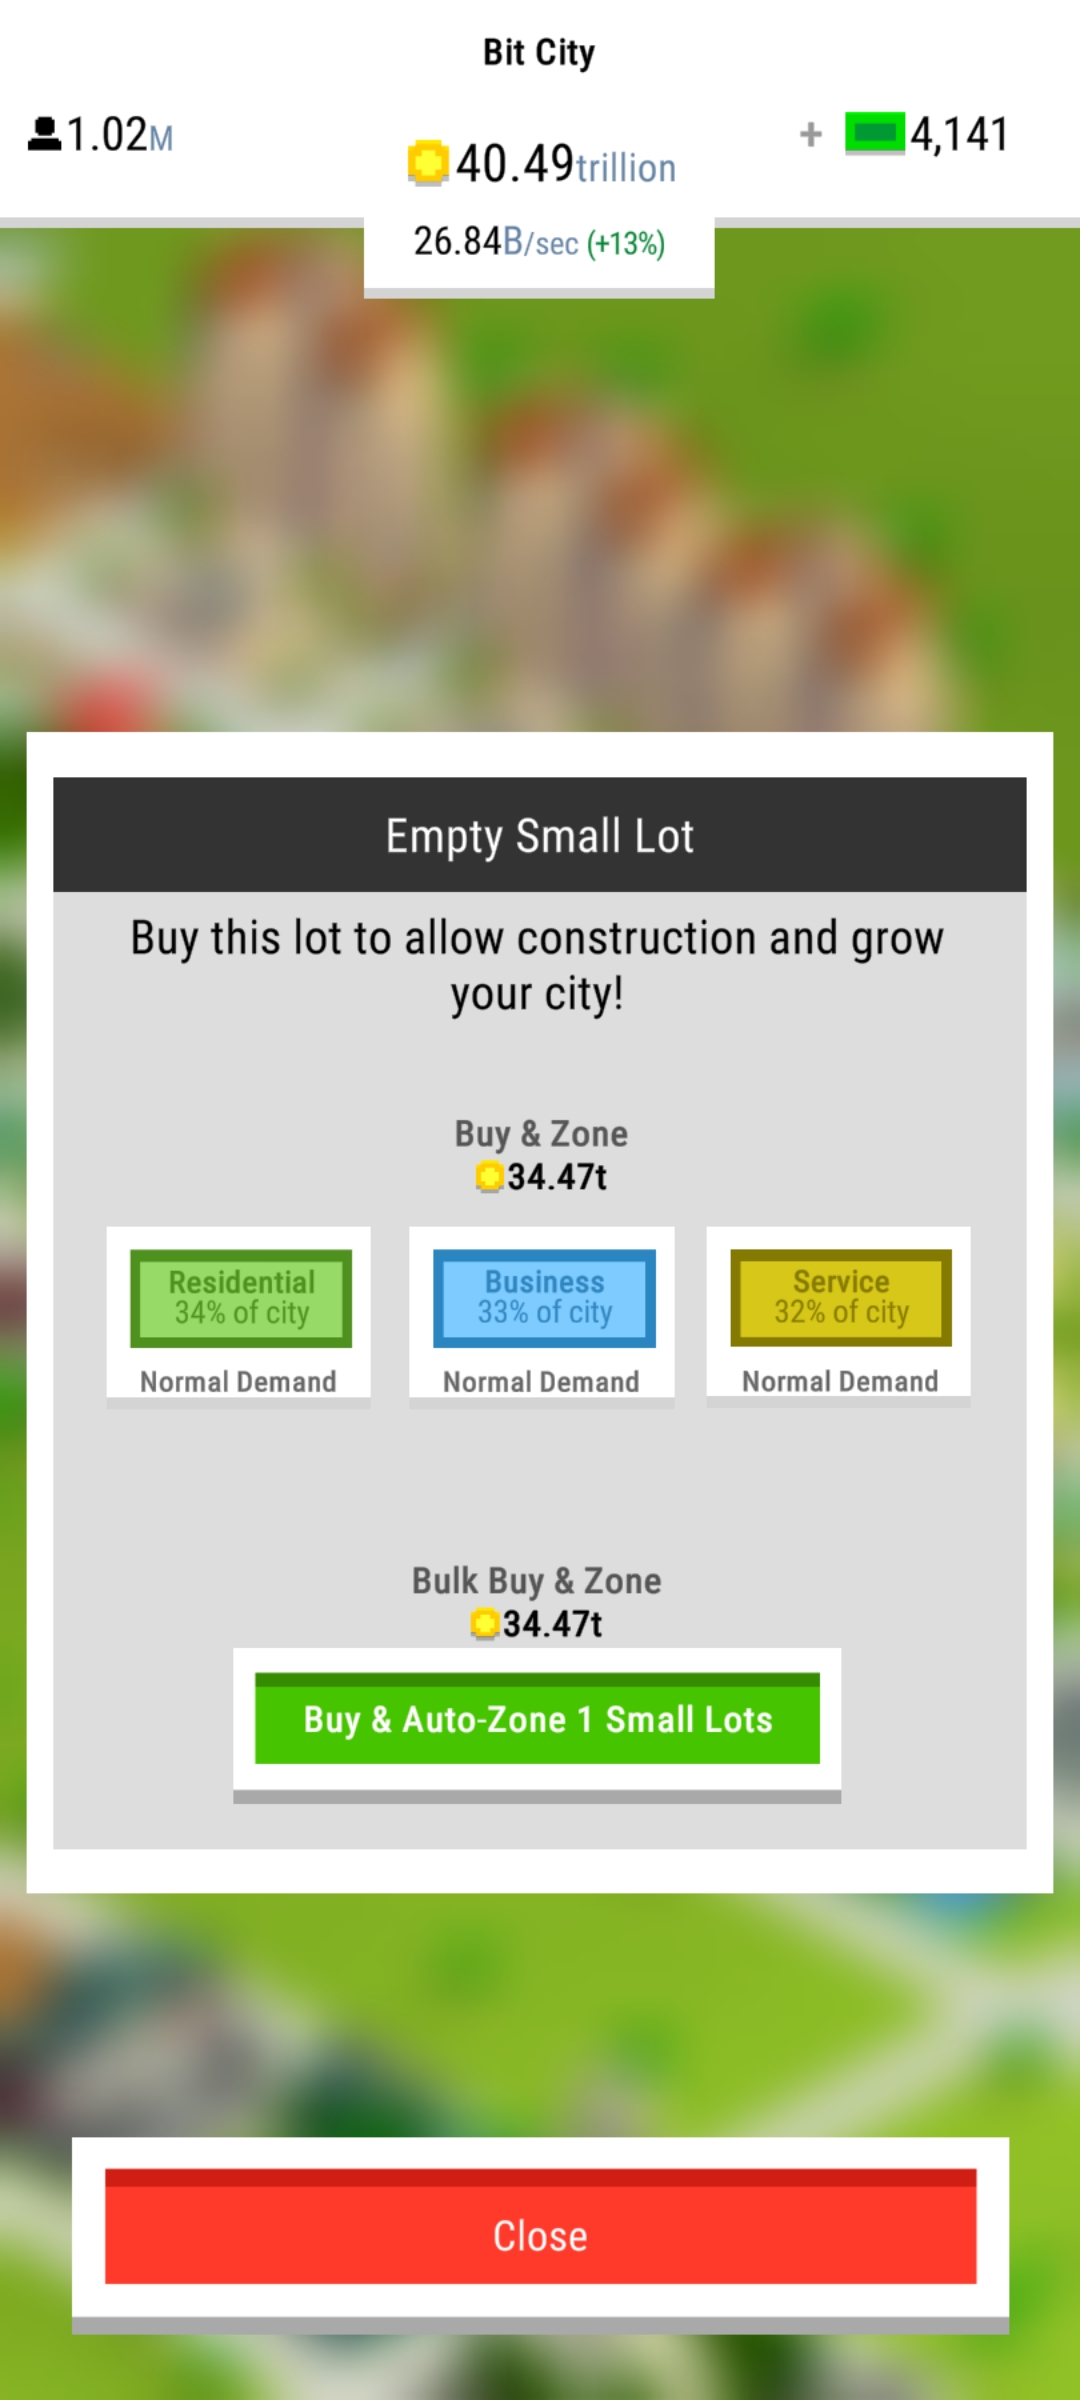 Bit City
1.02M
40.49trillion
+ 4,141
26.84B/sec (+13%)
Empty Small Lot
Buy this lot to allow construction and grow
your city!
Buy & Zone
34.47t
Residential
34% of city
Normal Demand
Business
33% of city
Normal Demand
Service
32% of city
Normal Demand
Bulk Buy & Zone
34.47t
Buy & Auto-Zone 1 Small Lots
Close